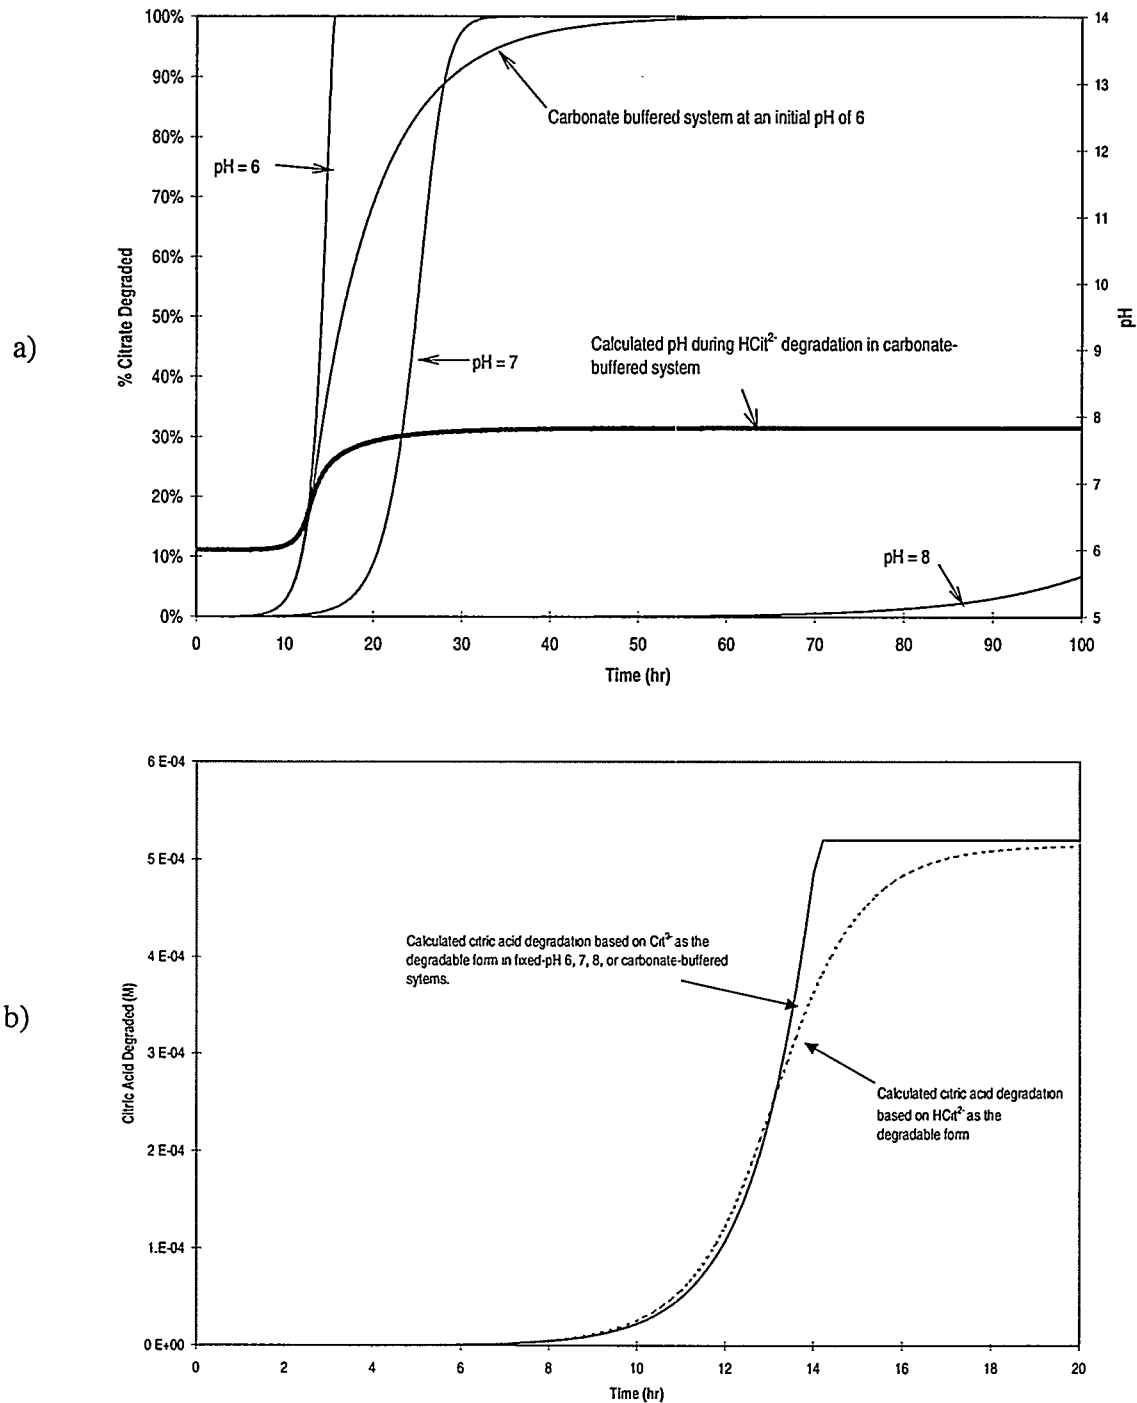 a)
100%
90%
80%
70%
60%
50%
40%
30%
20%
10%
0%
% Citrate Degraded
14
13
12
11
10
9
8
7
6
5
pH
Carbonate buffered system at an initial pH of 6
pH = 6
Calculated pH during HCit2- degradation in carbonate-
buffered system
pH = 7
pH = 8
0 10 20 30 40 50 60 70 80 90 100
Time (hr)
b)
6 E-04
5 E-04
4 E-04
3 E-04
2 E-04
1.E-04
0 E+00
Citric Acid Degraded (M)
Calculated citric acid degradation based on Cit3- as the
degradable form in fixed-pH 6, 7, 8, or carbonate-buffered
sytems.
Calculated citric acid degradation
based on HCit2- as the
degradable form
0 2 4 6 8 10 12 14 16 18 20
Time (hr)